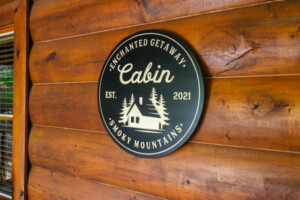 ENCHANTED GETAWAY
Cabin
EST. 2021
SMOKY MOUNTAINS